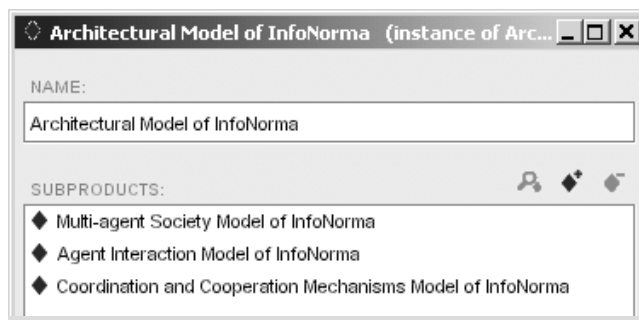 Architectural Model of InfoNorma (instance of Arc...
NAME:
Architectural Model of InfoNorma
SUBPRODUCTS:
Multi-agent Society Model of InfoNorma
Agent Interaction Model of InfoNorma
Coordination and Cooperation Mechanisms Model of InfoNorma